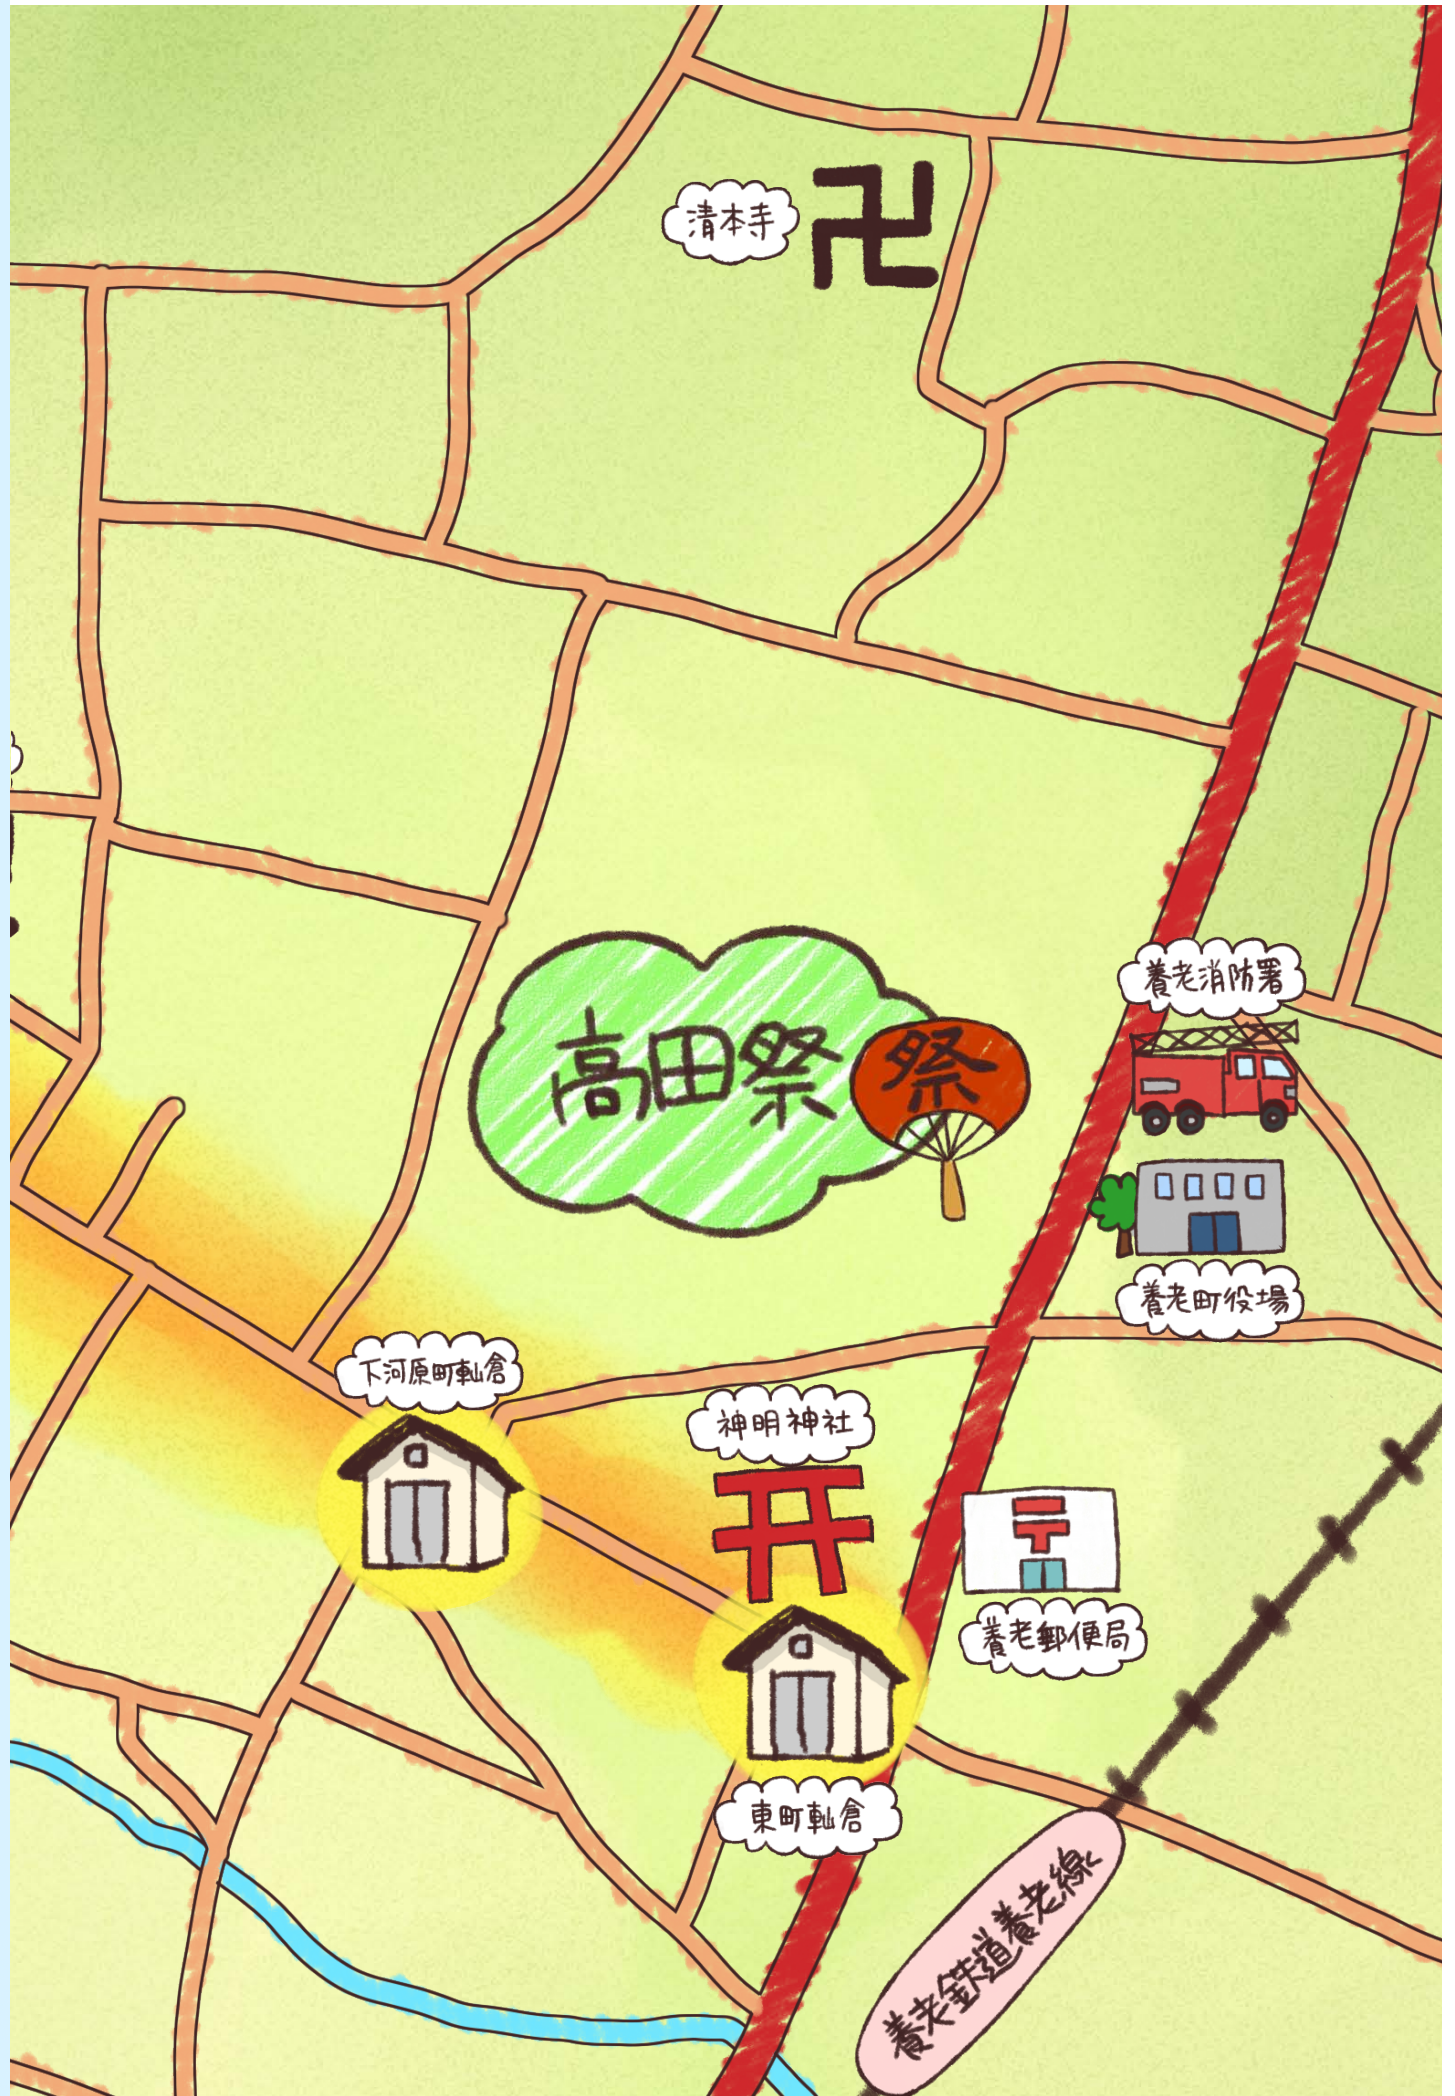 清本寺
高田祭
祭
養老消防署
養老町役場
下河原町軕倉
神明神社
養老郵便局
東町軕倉
養老鉄道養老線